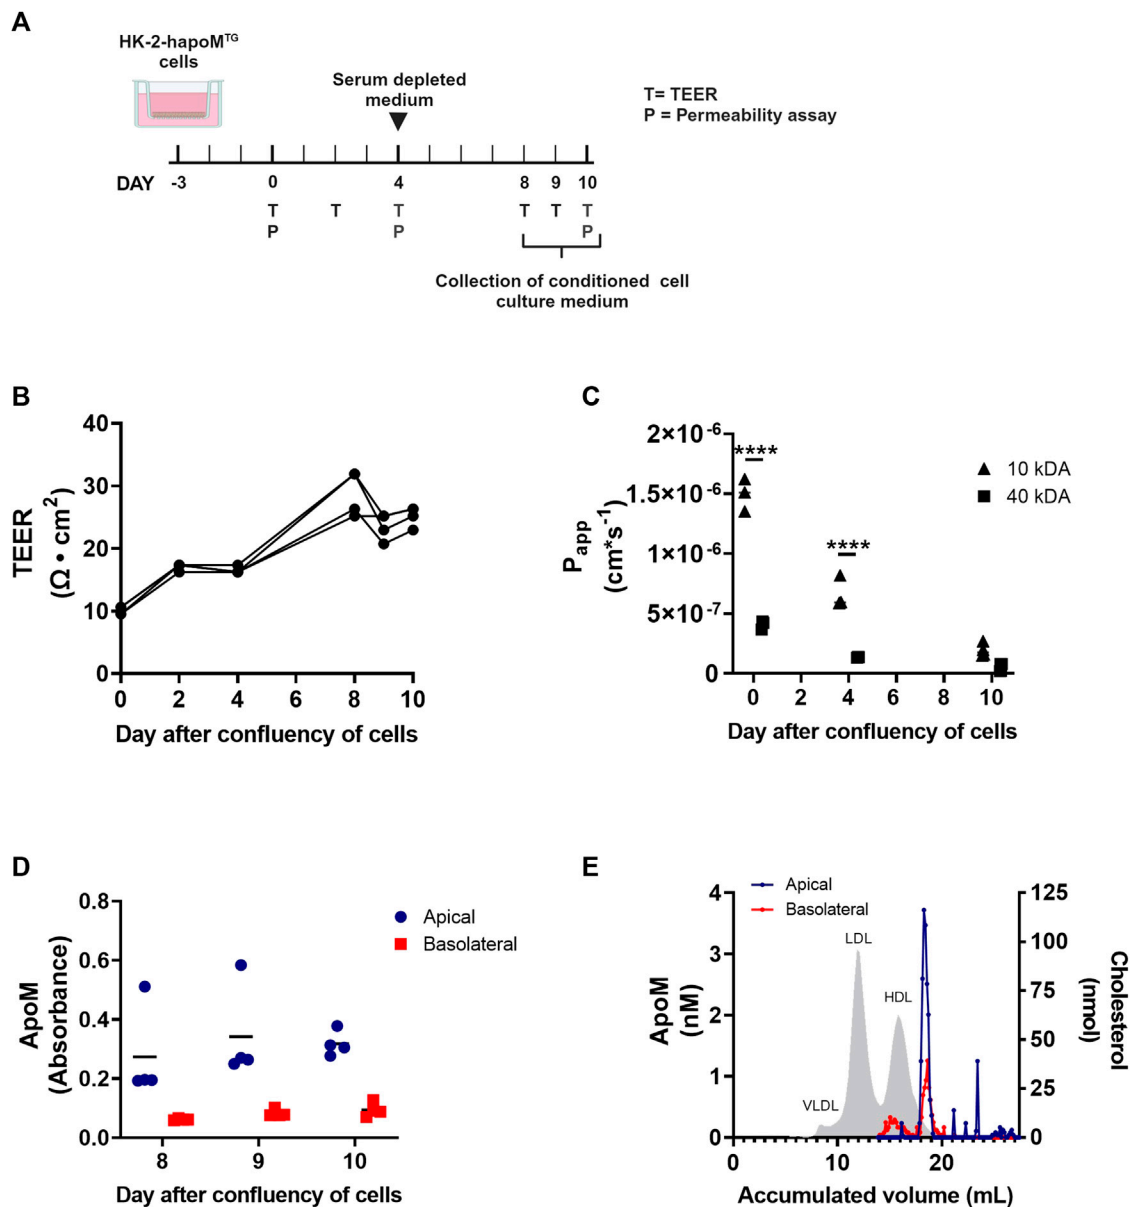 A
HK-2-hapoMTG
cells
Serum depleted
medium
T= TEER
P = Permeability assay
DAY -3 0 4 8 9 10
T T T T T T
P P P
Collection of conditioned cell
culture medium
B
TEER
(Ω • cm2)
40
30
20
10
0
0 2 4 6 8 10
Day after confluency of cells
C
Papp
(cm*s-1)
2×10-6
1.5×10-6
1×10-6
5×10-7
0
****
****
10 kDA
40 kDA
0 2 4 6 8 10
Day after confluency of cells
D
ApoM
(Absorbance)
0.8
0.6
0.4
0.2
0.0
Apical
Basolateral
8 9 10
Day after confluency of cells
E
Apical
Basolateral
ApoM
(nM)
4
3
2
1
0
VLDL
LDL
HDL
125
100
75
50
25
0
Cholesterol
(nmol)
0 10 20
Accumulated volume (mL)